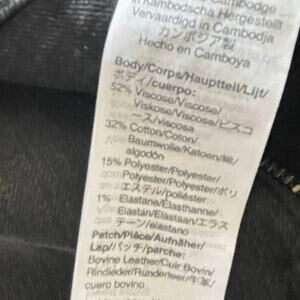 Cambodge
in Kambodscha Hergestellt
Vervaardigd in Cambodja
カンボジア製
Hecho en Camboya
Body/Corps/Hauptteil/Lijf/
ボディ/cuerpo:
52% Viscose/Viscose/
Viskose/Viscose/ビスコ
ース/viscosa
32% Cotton/Coton/
Baumwolle/Katoen/綿/
algodón
15% Polyester/Polyester/
Polyester/Polyester/ポリ
エステル/poliéster
1% Elastane/Élasthanne/
Elastan/Elastaan/エラス
テーン/elastano
Patch/Pièce/Aufnäher/
Lap/パッチ/parche:
Bovine Leather/Cuir Bovin/
Rindleder/Runderleer/牛革/
cuero bovino